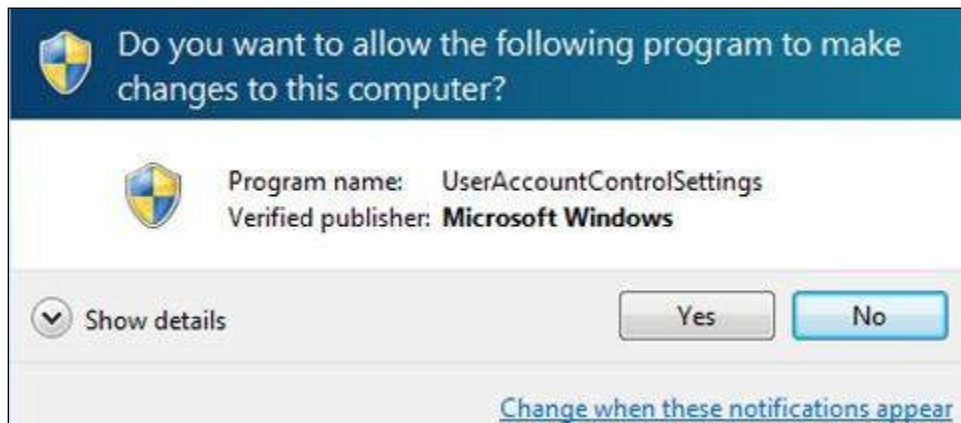 Do you want to allow the following program to make
changes to this computer?
Program name: UserAccountControlSettings
Verified publisher: Microsoft Windows
Show details
Yes
No
Change when these notifications appear